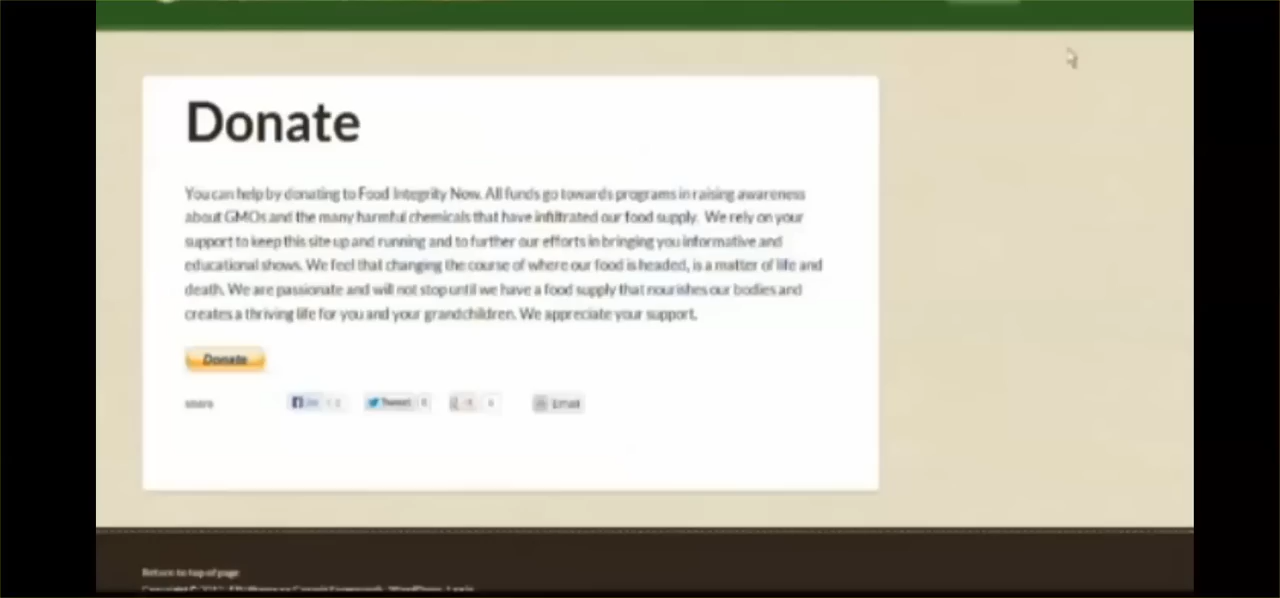 Donate
You can help by donating to Food Integrity Now. All funds go towards programs in raising awareness
about GMOs and the many harmful chemicals that have infiltrated our food supply. We rely on your
support to keep this site up and running and to further our efforts in bringing you informative and
educational shows. We feel that changing the course of where our food is headed, is a matter of life and
death. We are passionate and will not stop until we have a food supply that nourishes our bodies and
creates a thriving life for you and your grandchildren. We appreciate your support.
Donate
share Tweet Email
Return to top of page